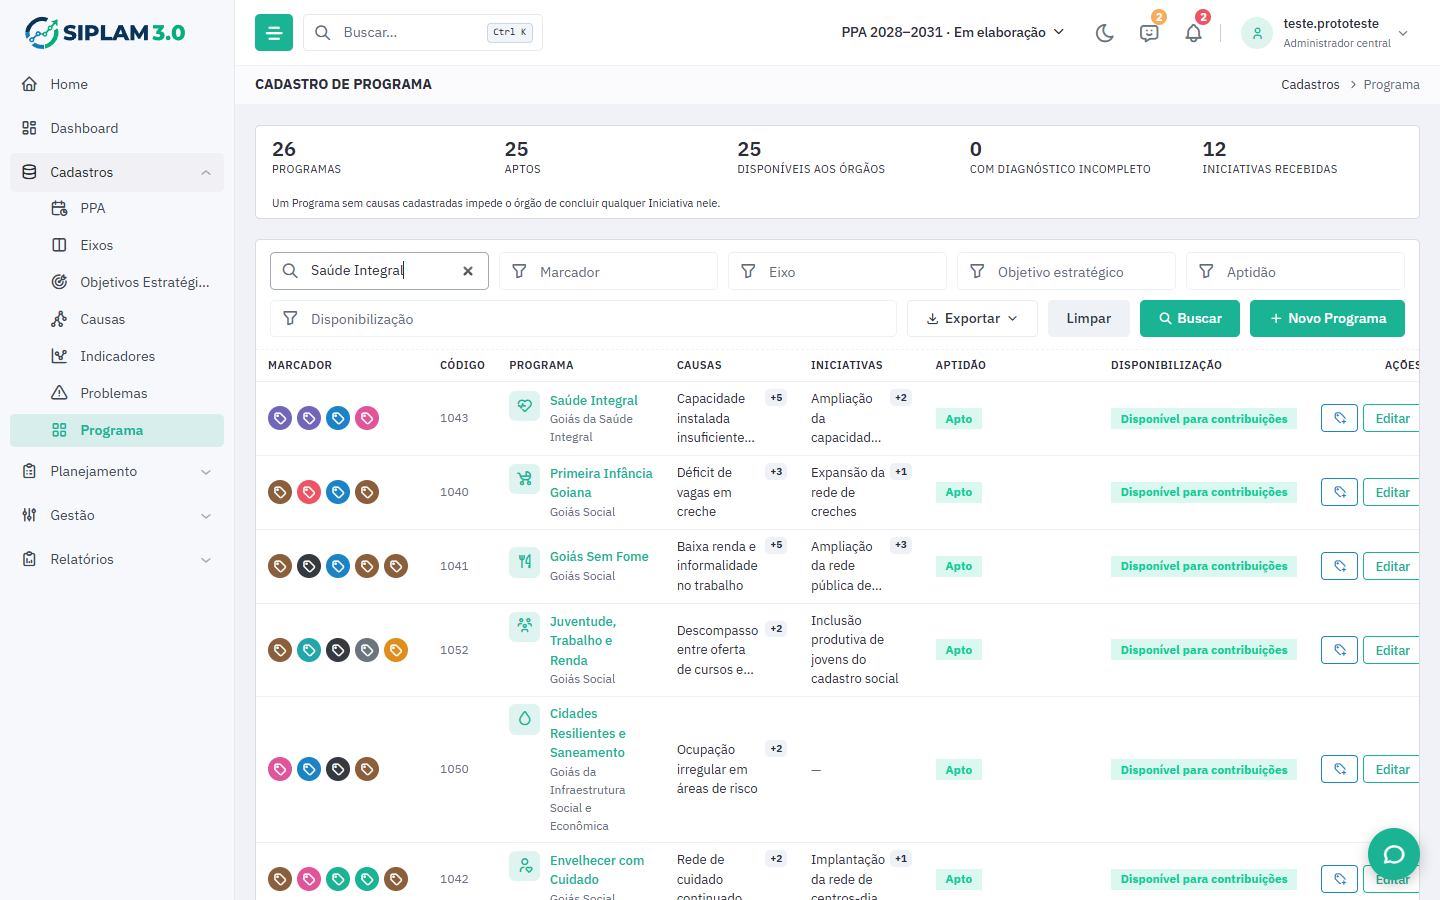 SIPLAM 3.0
Buscar...
Ctrl K
PPA 2028–2031 · Em elaboração
2
2
teste.prototeste
Administrador central
Home
Dashboard
Cadastros
PPA
Eixos
Objetivos Estratégi...
Causas
Indicadores
Problemas
Programa
Planejamento
Gestão
Relatórios
CADASTRO DE PROGRAMA
Cadastros > Programa
26
PROGRAMAS
25
APTOS
25
DISPONÍVEIS AOS ÓRGÃOS
0
COM DIAGNÓSTICO INCOMPLETO
12
INICIATIVAS RECEBIDAS
Um Programa sem causas cadastradas impede o órgão de concluir qualquer Iniciativa nele.
Saúde Integral
Marcador
Eixo
Objetivo estratégico
Aptidão
Disponibilização
Exportar
Limpar
Buscar
Novo Programa
MARCADOR CÓDIGO PROGRAMA CAUSAS INICIATIVAS APTIDÃO DISPONIBILIZAÇÃO AÇÕES
1043
Saúde Integral
Goiás da Saúde
Integral
Capacidade
instalada
insuficiente...
+5
Ampliação
da
capacidad...
+2
Apto
Disponível para contribuições
Editar
1040
Primeira Infância
Goiana
Goiás Social
Déficit de
vagas em
creche
+3
Expansão da
rede de
creches
+1
Apto
Disponível para contribuições
Editar
1041
Goiás Sem Fome
Goiás Social
Baixa renda e
informalidade
no trabalho
+5
Ampliação
da rede
pública de...
+3
Apto
Disponível para contribuições
Editar
1052
Juventude,
Trabalho e
Renda
Goiás Social
Descompasso
entre oferta
de cursos e...
+2
Inclusão
produtiva de
jovens do
cadastro social
Apto
Disponível para contribuições
Editar
1050
Cidades
Resilientes e
Saneamento
Goiás da
Infraestrutura
Social e
Econômica
Ocupação
irregular em
áreas de risco
+2
—
Apto
Disponível para contribuições
Editar
1042
Envelhecer com
Cuidado
Goiás Social
Rede de
cuidado
continuado
+2
Implantação
da rede de
centros-dia
+1
Apto
Disponível para contribuições
Editar